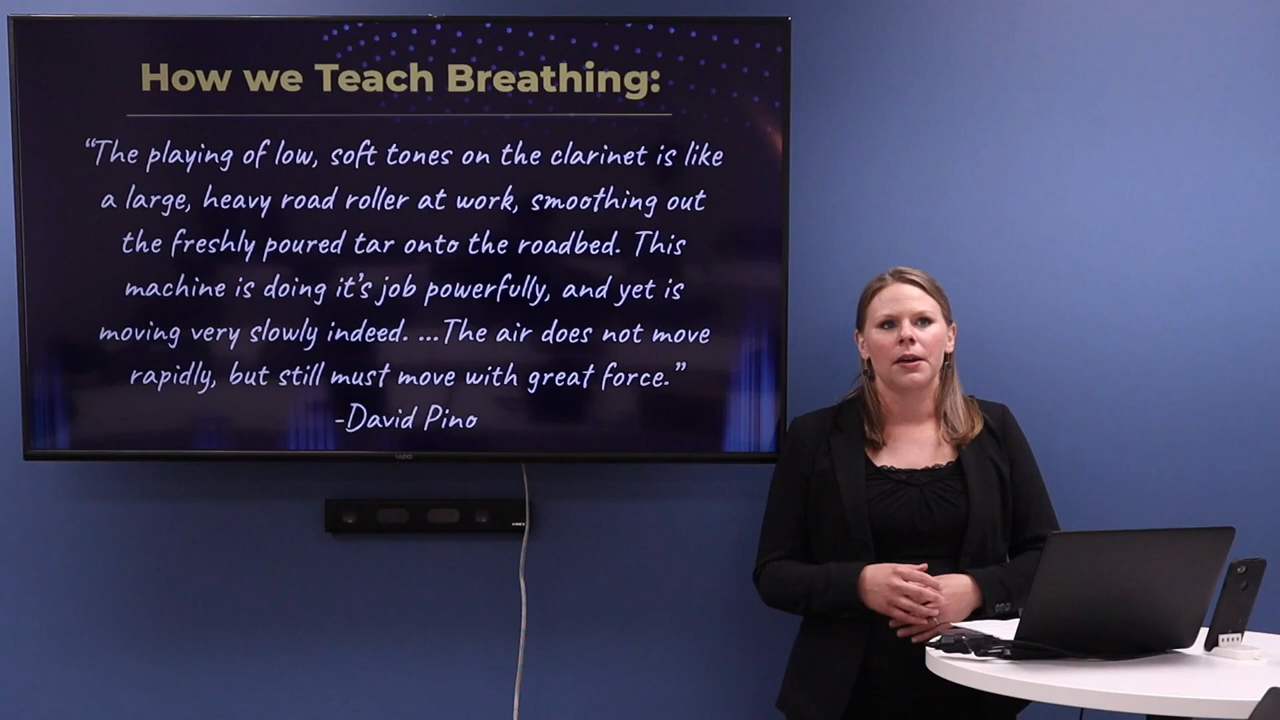 How we Teach Breathing:
“The playing of low, soft tones on the clarinet is like
a large, heavy road roller at work, smoothing out
the freshly poured tar onto the roadbed. This
machine is doing it’s job powerfully, and yet is
moving very slowly indeed. ...The air does not move
rapidly, but still must move with great force.”
-David Pino
VIZIO